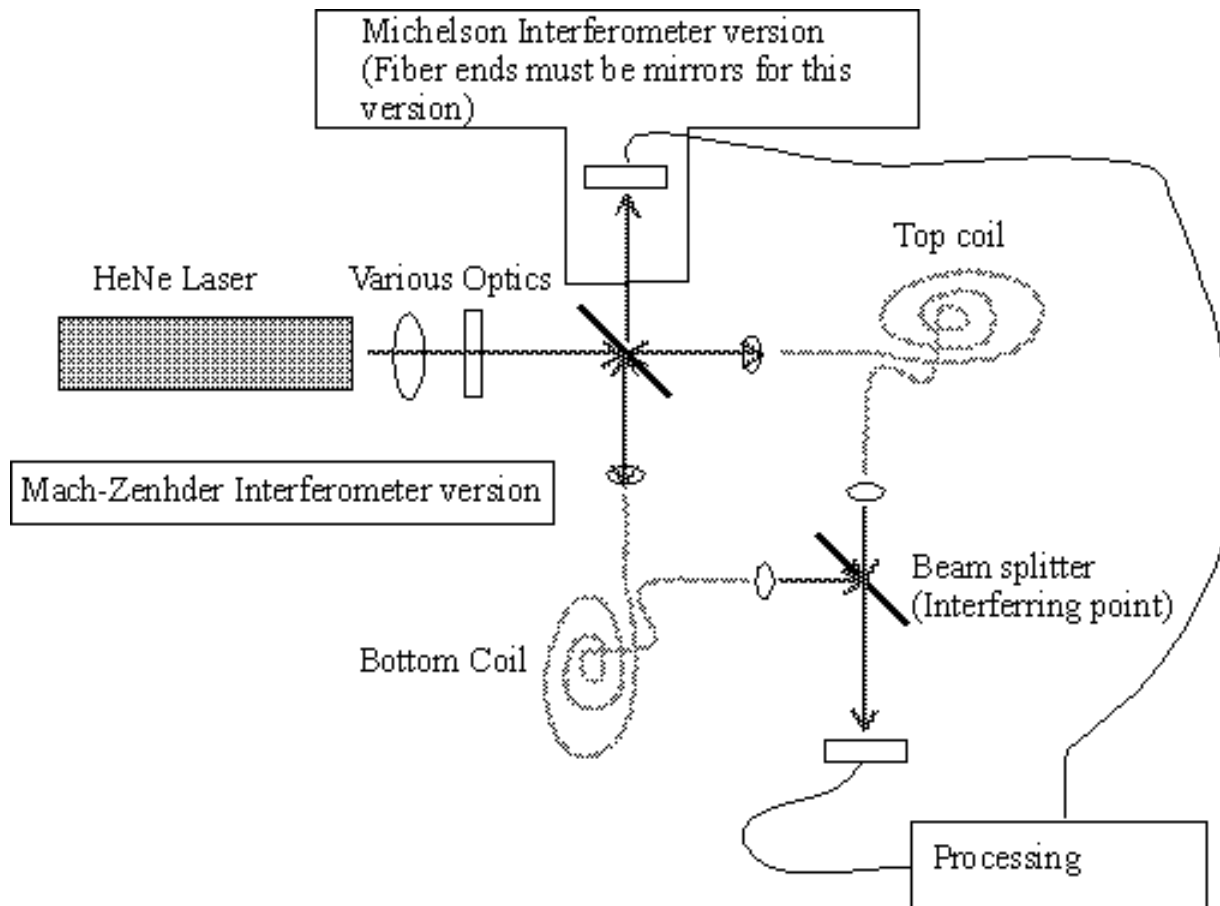 Michelson Interferometer version
(Fiber ends must be mirrors for this
version)
Top coil
HeNe Laser
Various Optics
Mach-Zenhder Interferometer version
Beam splitter
(Interferring point)
Bottom Coil
Processing